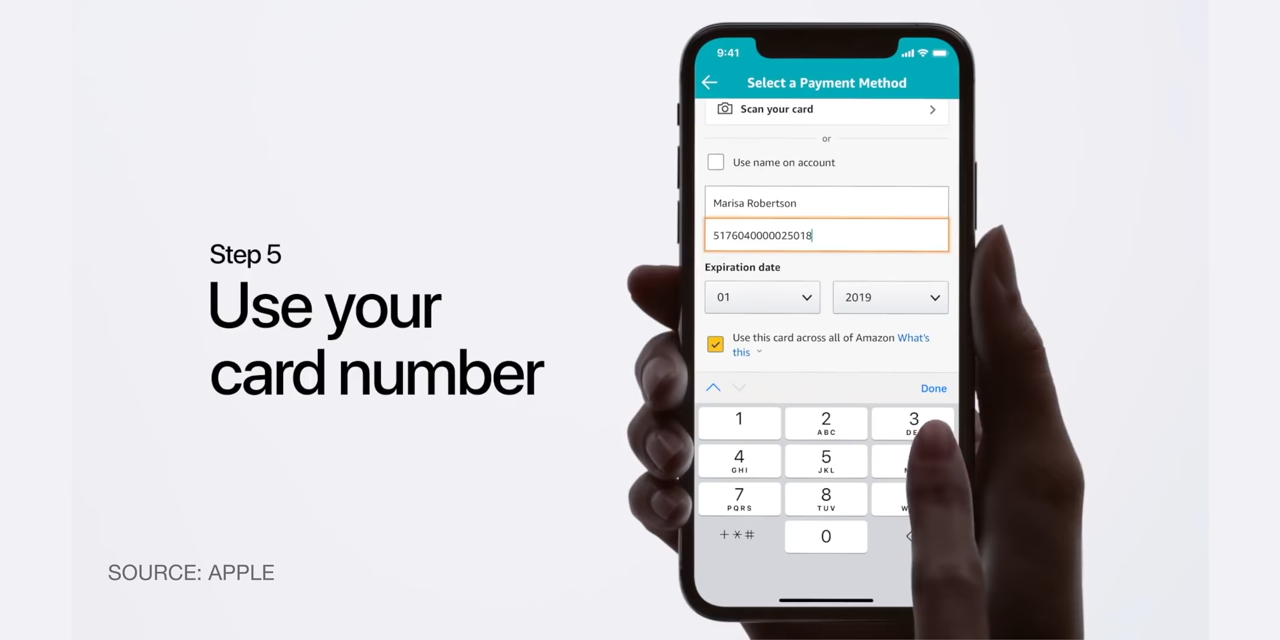 Step 5
Use your
card number
SOURCE: APPLE
9:41
Select a Payment Method
Scan your card
or
Use name on account
Marisa Robertson
5176040000025018
Expiration date
01
2019
Use this card across all of Amazon What's
this
Done
1
2
ABC
3
DE
4
GHI
5
JKL
7
PQRS
8
TUV
W
+*#
0